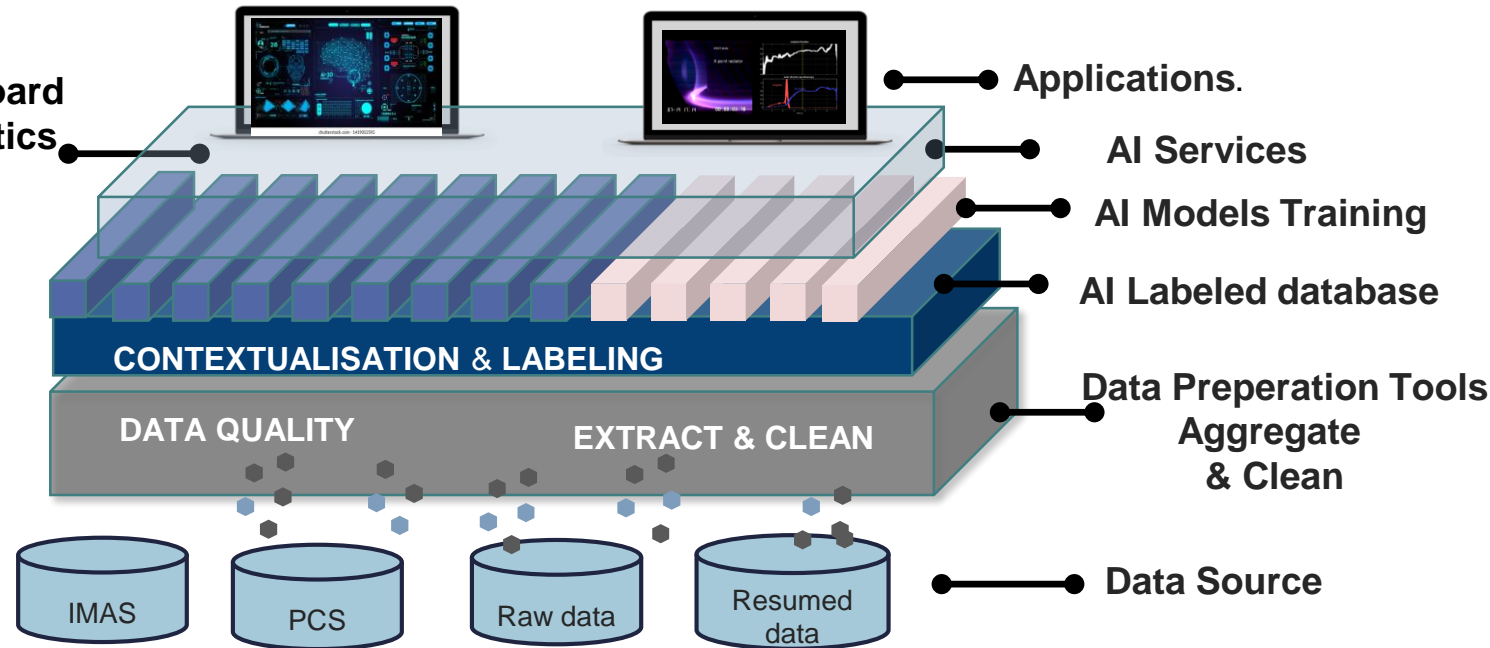 Applications.
AI Services
AI Models Training
AI Labeled database
CONTEXTUALISATION & LABELING
Data Preperation Tools
Aggregate
& Clean
DATA QUALITY
EXTRACT & CLEAN
IMAS
PCS
Raw data
Resumed
data
Data Source